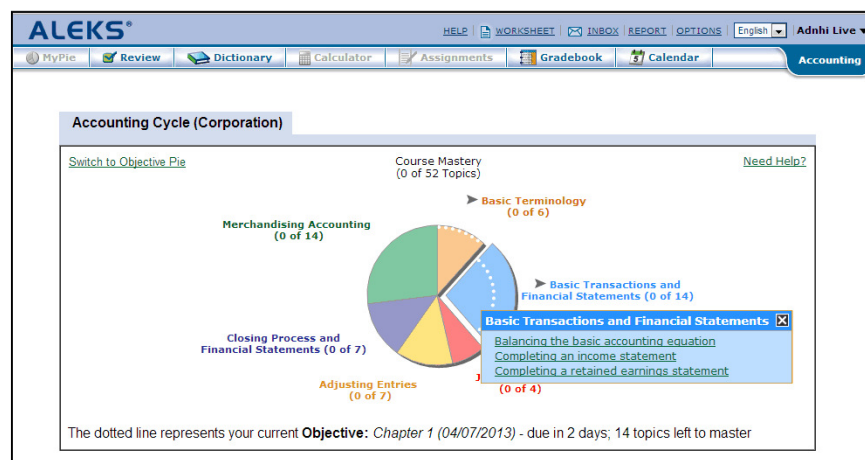 ALEKS®
HELP WORKSHEET INBOX REPORT OPTIONS English Adnhi Live
MyPie Review Dictionary Calculator Assignments Gradebook 5 Calendar Accounting
Accounting Cycle (Corporation)
Switch to Objective Pie
Course Mastery
(0 of 52 Topics)
Need Help?
Basic Terminology
(0 of 6)
Merchandising Accounting
(0 of 14)
Basic Transactions and
Financial Statements (0 of 14)
Basic Transactions and Financial Statements
Balancing the basic accounting equation
Completing an income statement
Completing a retained earnings statement
Closing Process and
Financial Statements (0 of 7)
Adjusting Entries
(0 of 7)
J
(0 of 4)
The dotted line represents your current Objective: Chapter 1 (04/07/2013) - due in 2 days; 14 topics left to master